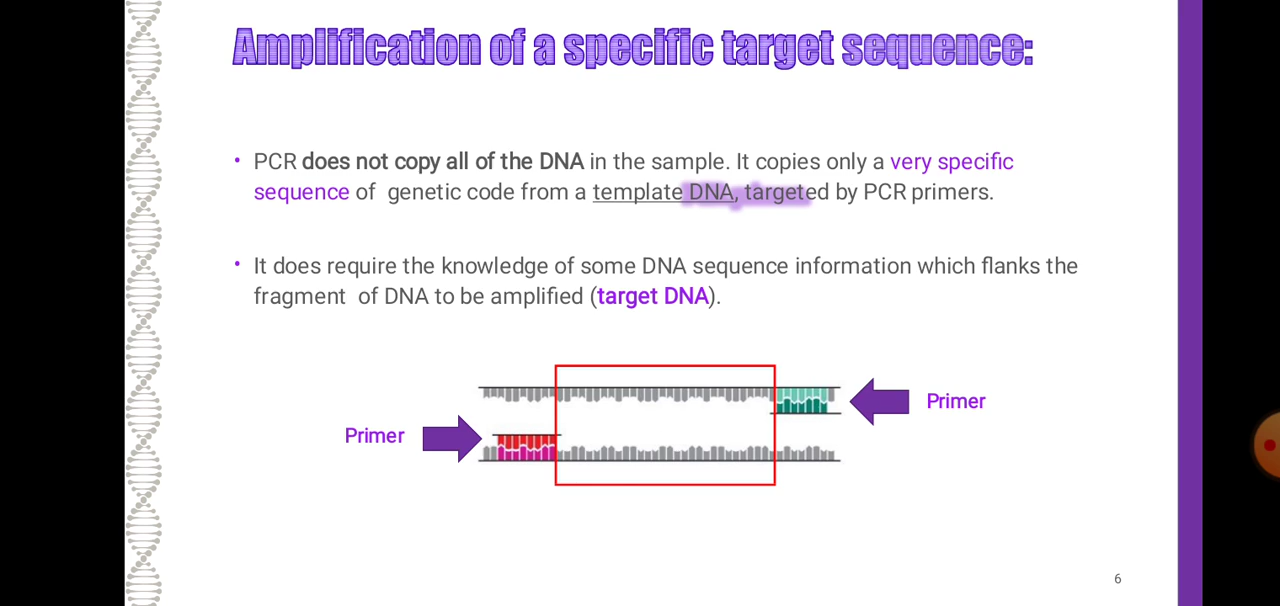 Amplification of a specific target sequence:
• PCR does not copy all of the DNA in the sample. It copies only a very specific
sequence of genetic code from a template DNA, targeted by PCR primers.
• It does require the knowledge of some DNA sequence information which flanks the
fragment of DNA to be amplified (target DNA).
Primer
Primer
6